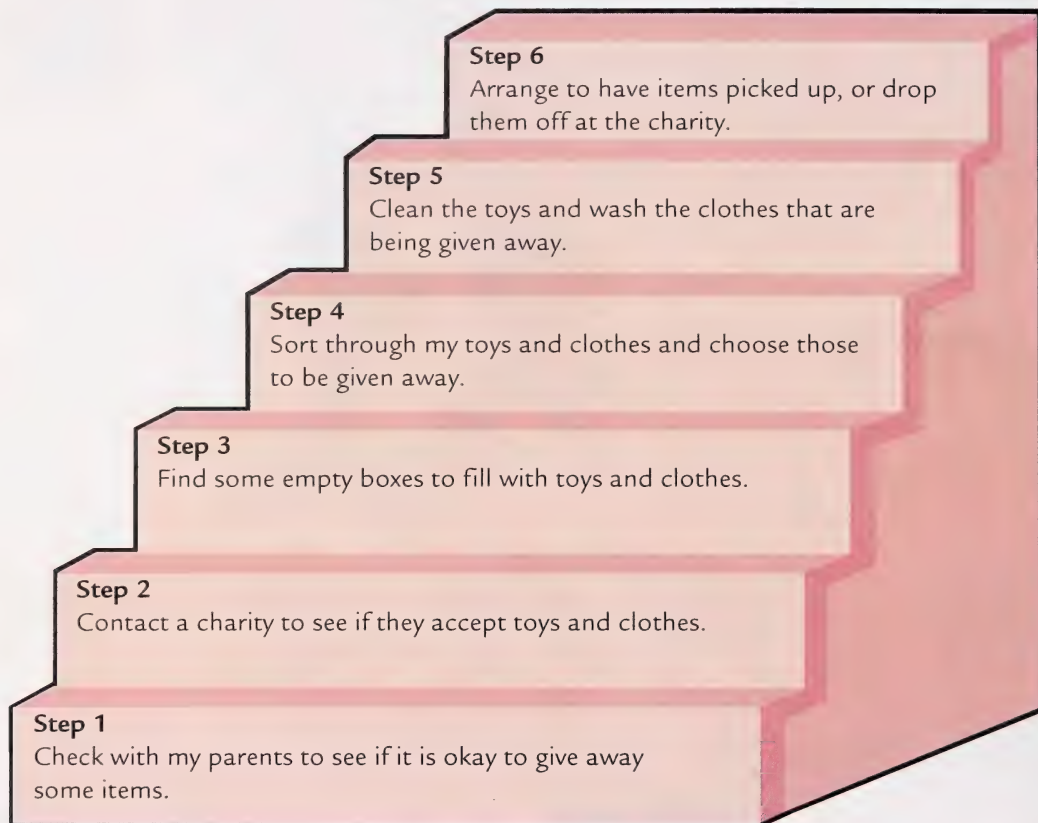 Step 6
Arrange to have items picked up, or drop
them off at the charity.
Step 5
Clean the toys and wash the clothes that are
being given away.
Step 4
Sort through my toys and clothes and choose those
to be given away.
Step 3
Find some empty boxes to fill with toys and clothes.
Step 2
Contact a charity to see if they accept toys and clothes.
Step 1
Check with my parents to see if it is okay to give away
some items.